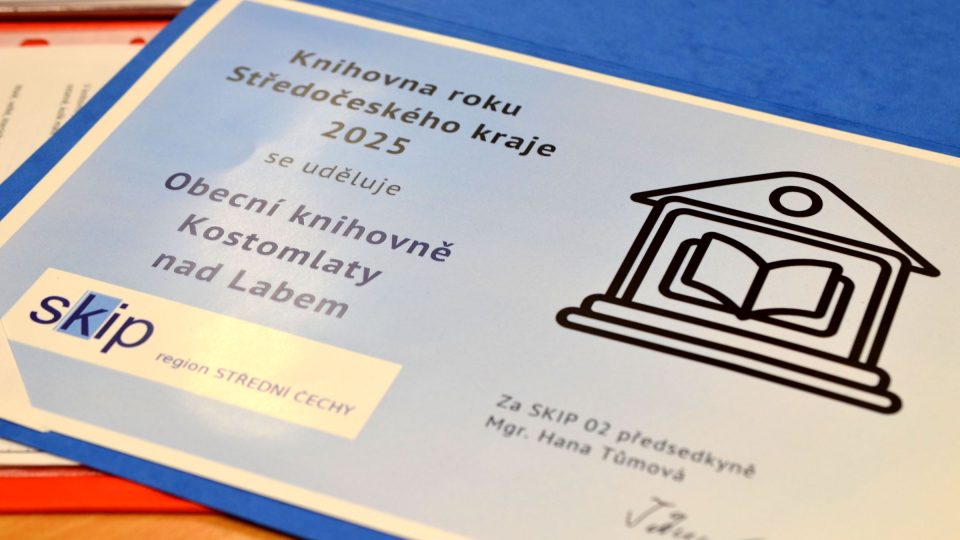 Knihovna roku
Středočeského kraje
2025
se uděluje
Obecní knihovně
Kostomlaty
nad Labem
skip
region STŘEDNÍ ČECHY
Za SKIP 02 předsedkyně
Mgr. Hana Tůmová